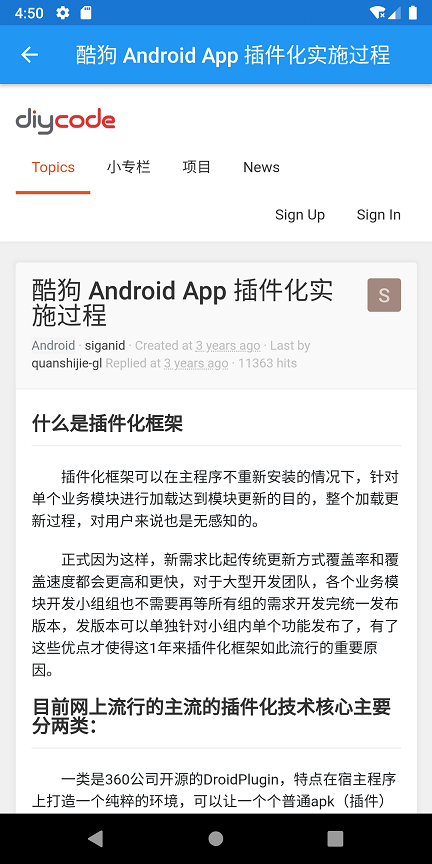 4:50
酷狗 Android App 插件化实施过程
diycode
Topics 小专栏 项目 News
Sign Up Sign In
酷狗 Android App 插件化实
施过程
S
Android · siganid · Created at 3 years ago · Last by
quanshijie-gl Replied at 3 years ago · 11363 hits
什么是插件化框架
插件化框架可以在主程序不重新安装的情况下，针对
单个业务模块进行加载达到模块更新的目的，整个加载更
新过程，对用户来说也是无感知的。
正式因为这样，新需求比起传统更新方式覆盖率和覆
盖速度都会更高和更快，对于大型开发团队，各个业务模
块开发小组组也不需要再等所有组的需求开发完统一发布
版本，发版本可以单独针对小组内单个功能发布了，有了
这些优点才使得这1年来插件化框架如此流行的重要原
因。
目前网上流行的主流的插件化技术核心主要
分两类：
一类是360公司开源的DroidPlugin，特点在宿主程序
上打造一个纯粹的环境，可以让一个个普通apk（插件）